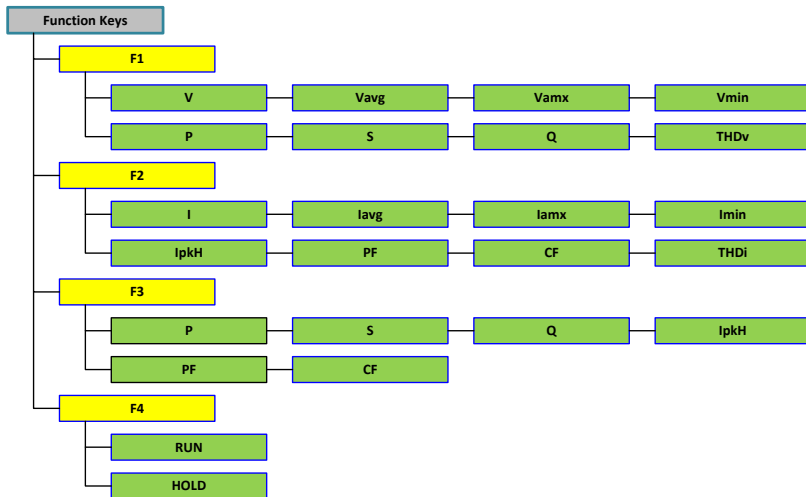 Function Keys
F1
V Vavg Vamx Vmin
P S Q THDv
F2
I Iavg Iamx Imin
IpkH PF CF THDi
F3
P S Q IpkH
PF CF
F4
RUN
HOLD